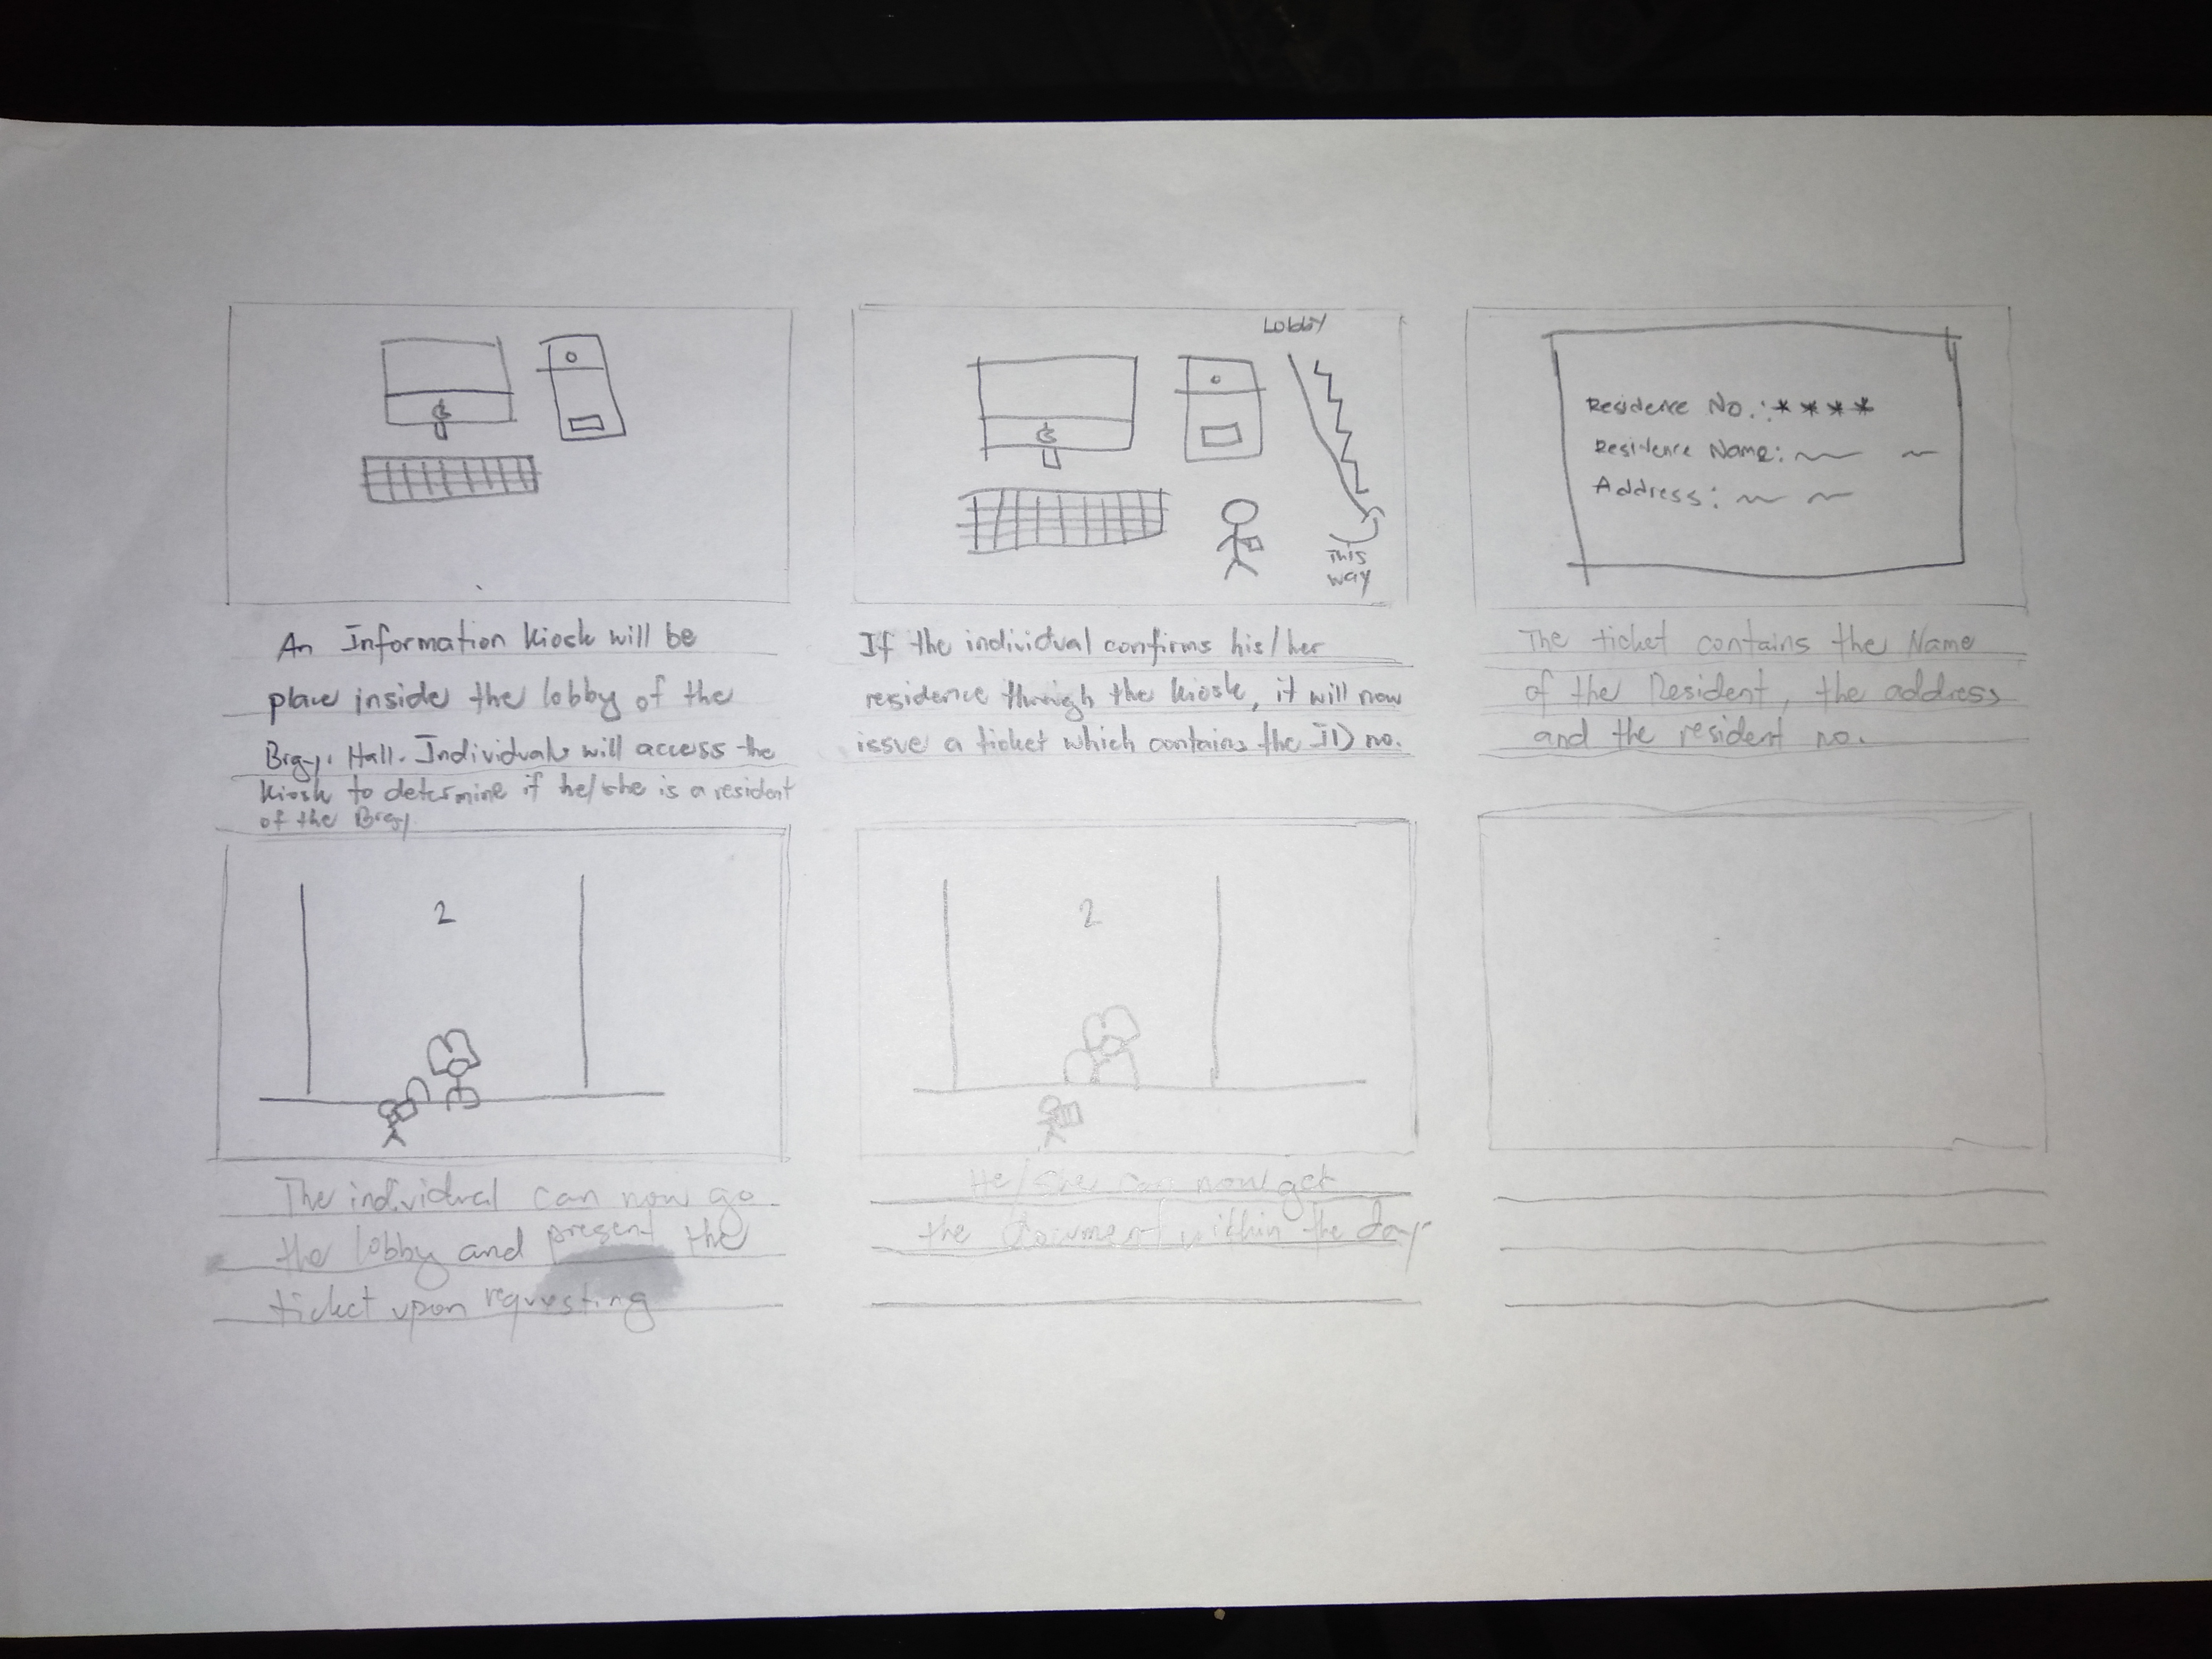 An Information Kiosk will be
place inside the lobby of the
Brgy. Hall. Individuals will access the
kiosk to determine if he/she is a resident
of the Brgy
Lobby
This
way
If the individual confirms his/her
residence through the kiosk, it will now
issue a ticket which contains the ID no.
Residence No.: ****
Residence Name:
Address:
The ticket contains the Name
of the Resident, the address
and the resident no.
2
The individual can now go
the lobby and present the
ticket upon requesting
2
He/she can now get
the document within the day